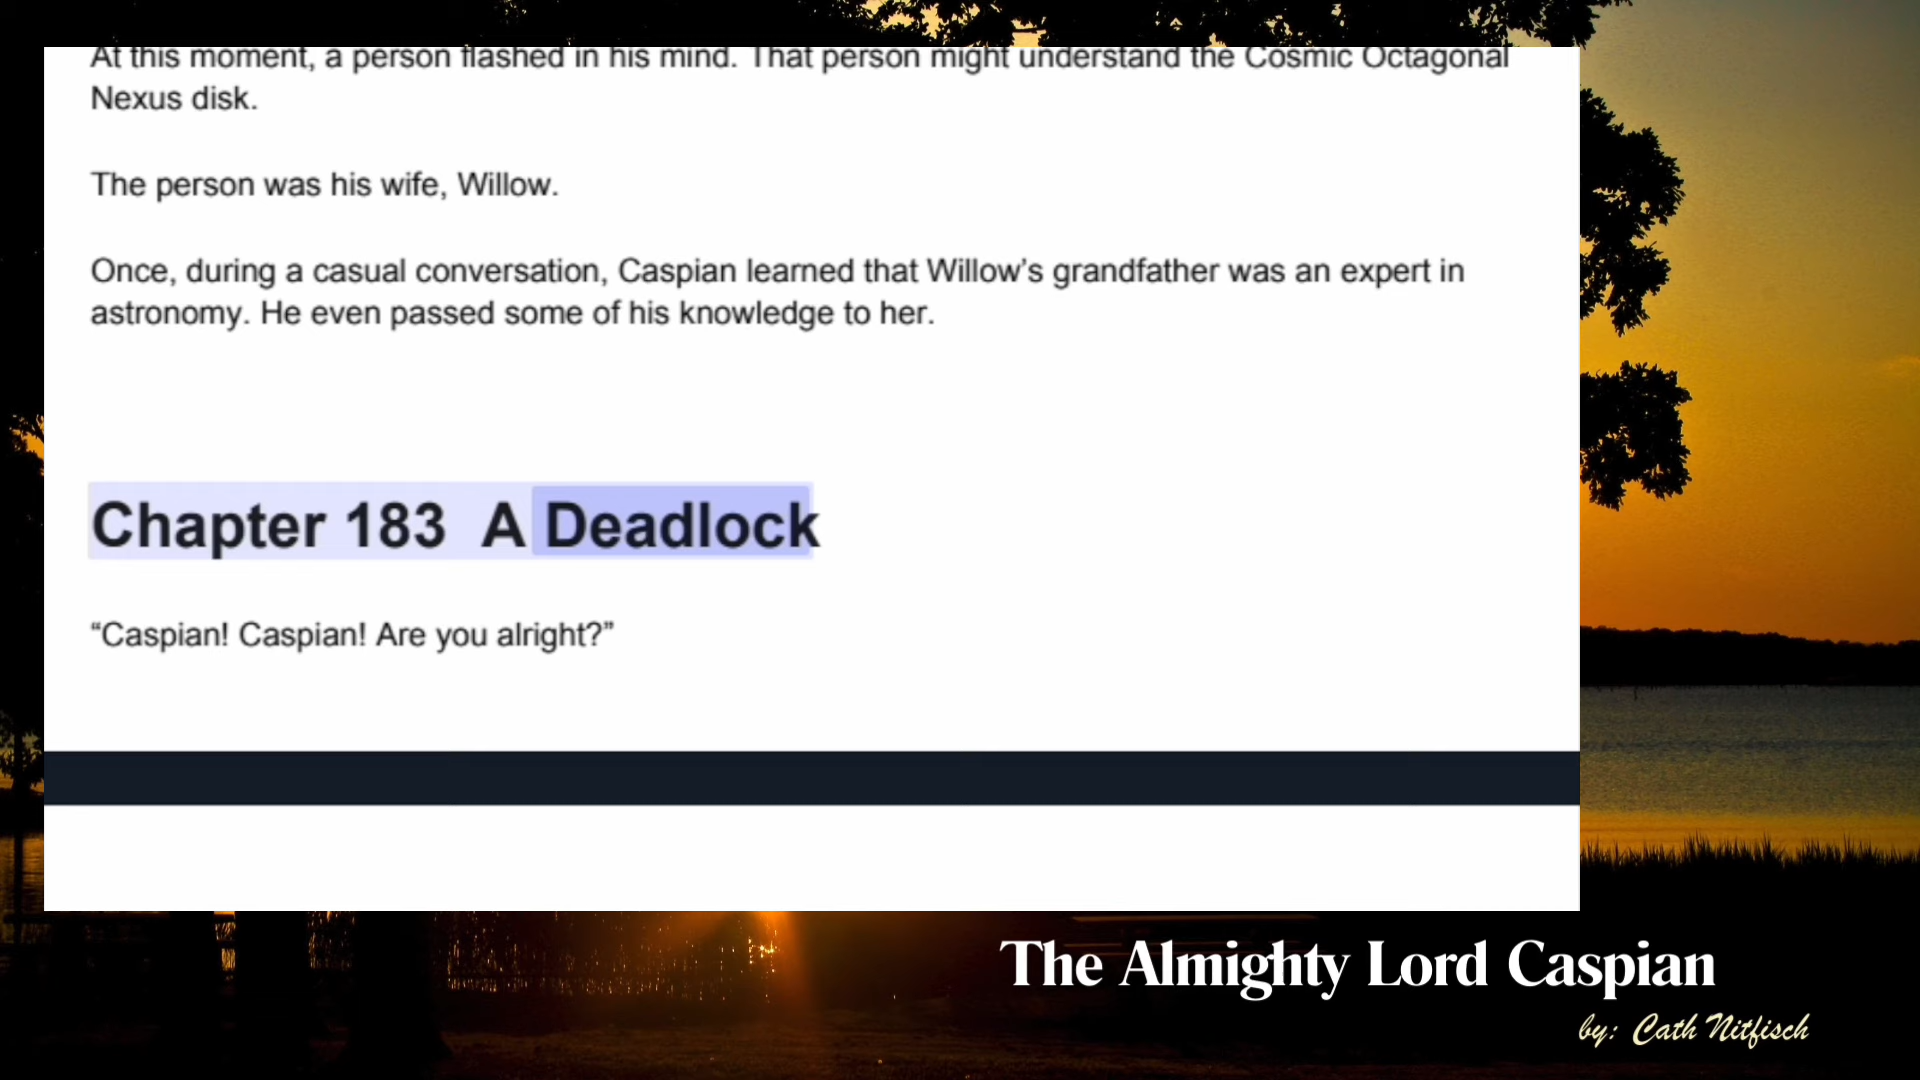 At this moment, a person flashed in his mind. That person might understand the Cosmic Octagonal
Nexus disk.
The person was his wife, Willow.
Once, during a casual conversation, Caspian learned that Willow’s grandfather was an expert in
astronomy. He even passed some of his knowledge to her.
Chapter 183 A Deadlock
“Caspian! Caspian! Are you alright?”
The Almighty Lord Caspian
by: Cath Nitfisch